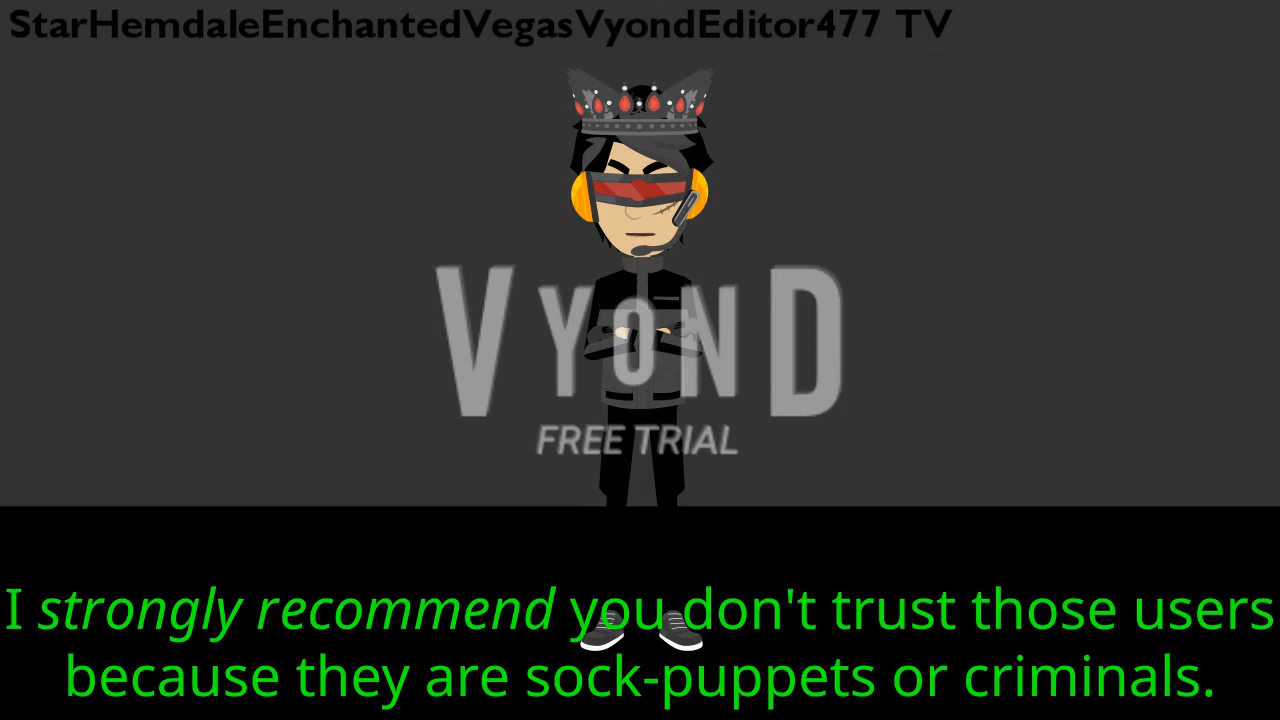 StarHemdaleEnchantedVegasVyondEditor477 TV
VYOND
FREE TRIAL
I strongly recommend you don't trust those users
because they are sock-puppets or criminals.